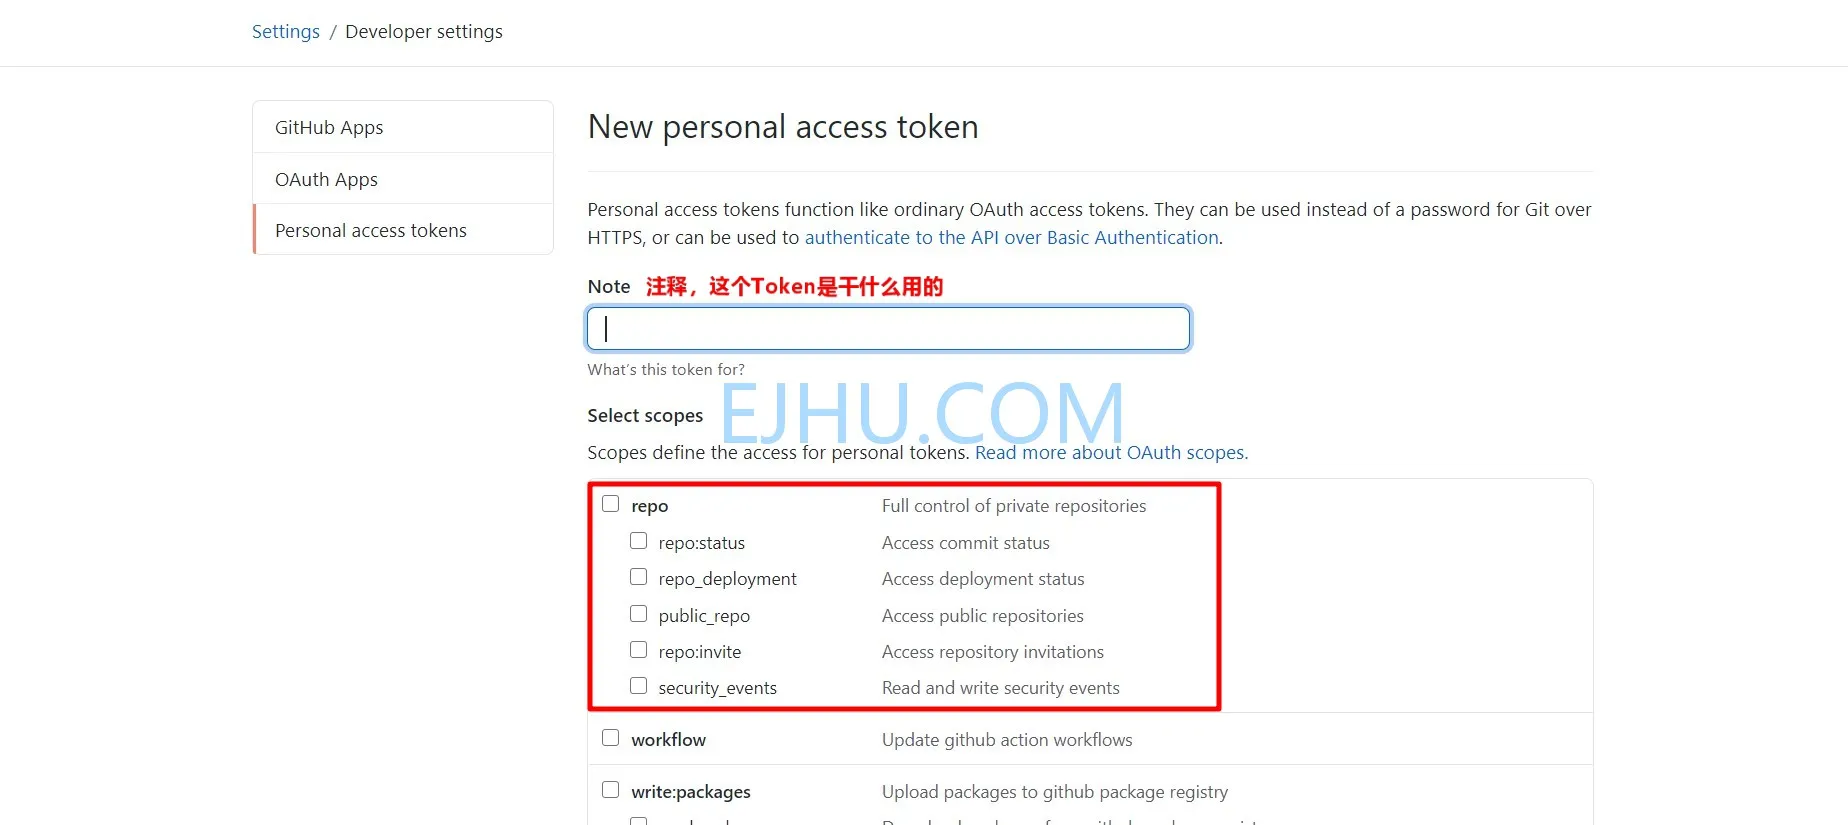 Settings / Developer settings
GitHub Apps
OAuth Apps
Personal access tokens
New personal access token
Personal access tokens function like ordinary OAuth access tokens. They can be used instead of a password for Git over
HTTPS, or can be used to authenticate to the API over Basic Authentication.
Note 注释，这个Token是干什么用的
What's this token for?
EJHU.COM
Select scopes
Scopes define the access for personal tokens. Read more about OAuth scopes.
repo Full control of private repositories
repo:status Access commit status
repo_deployment Access deployment status
public_repo Access public repositories
repo:invite Access repository invitations
security_events Read and write security events
workflow Update github action workflows
write:packages Upload packages to github package registry